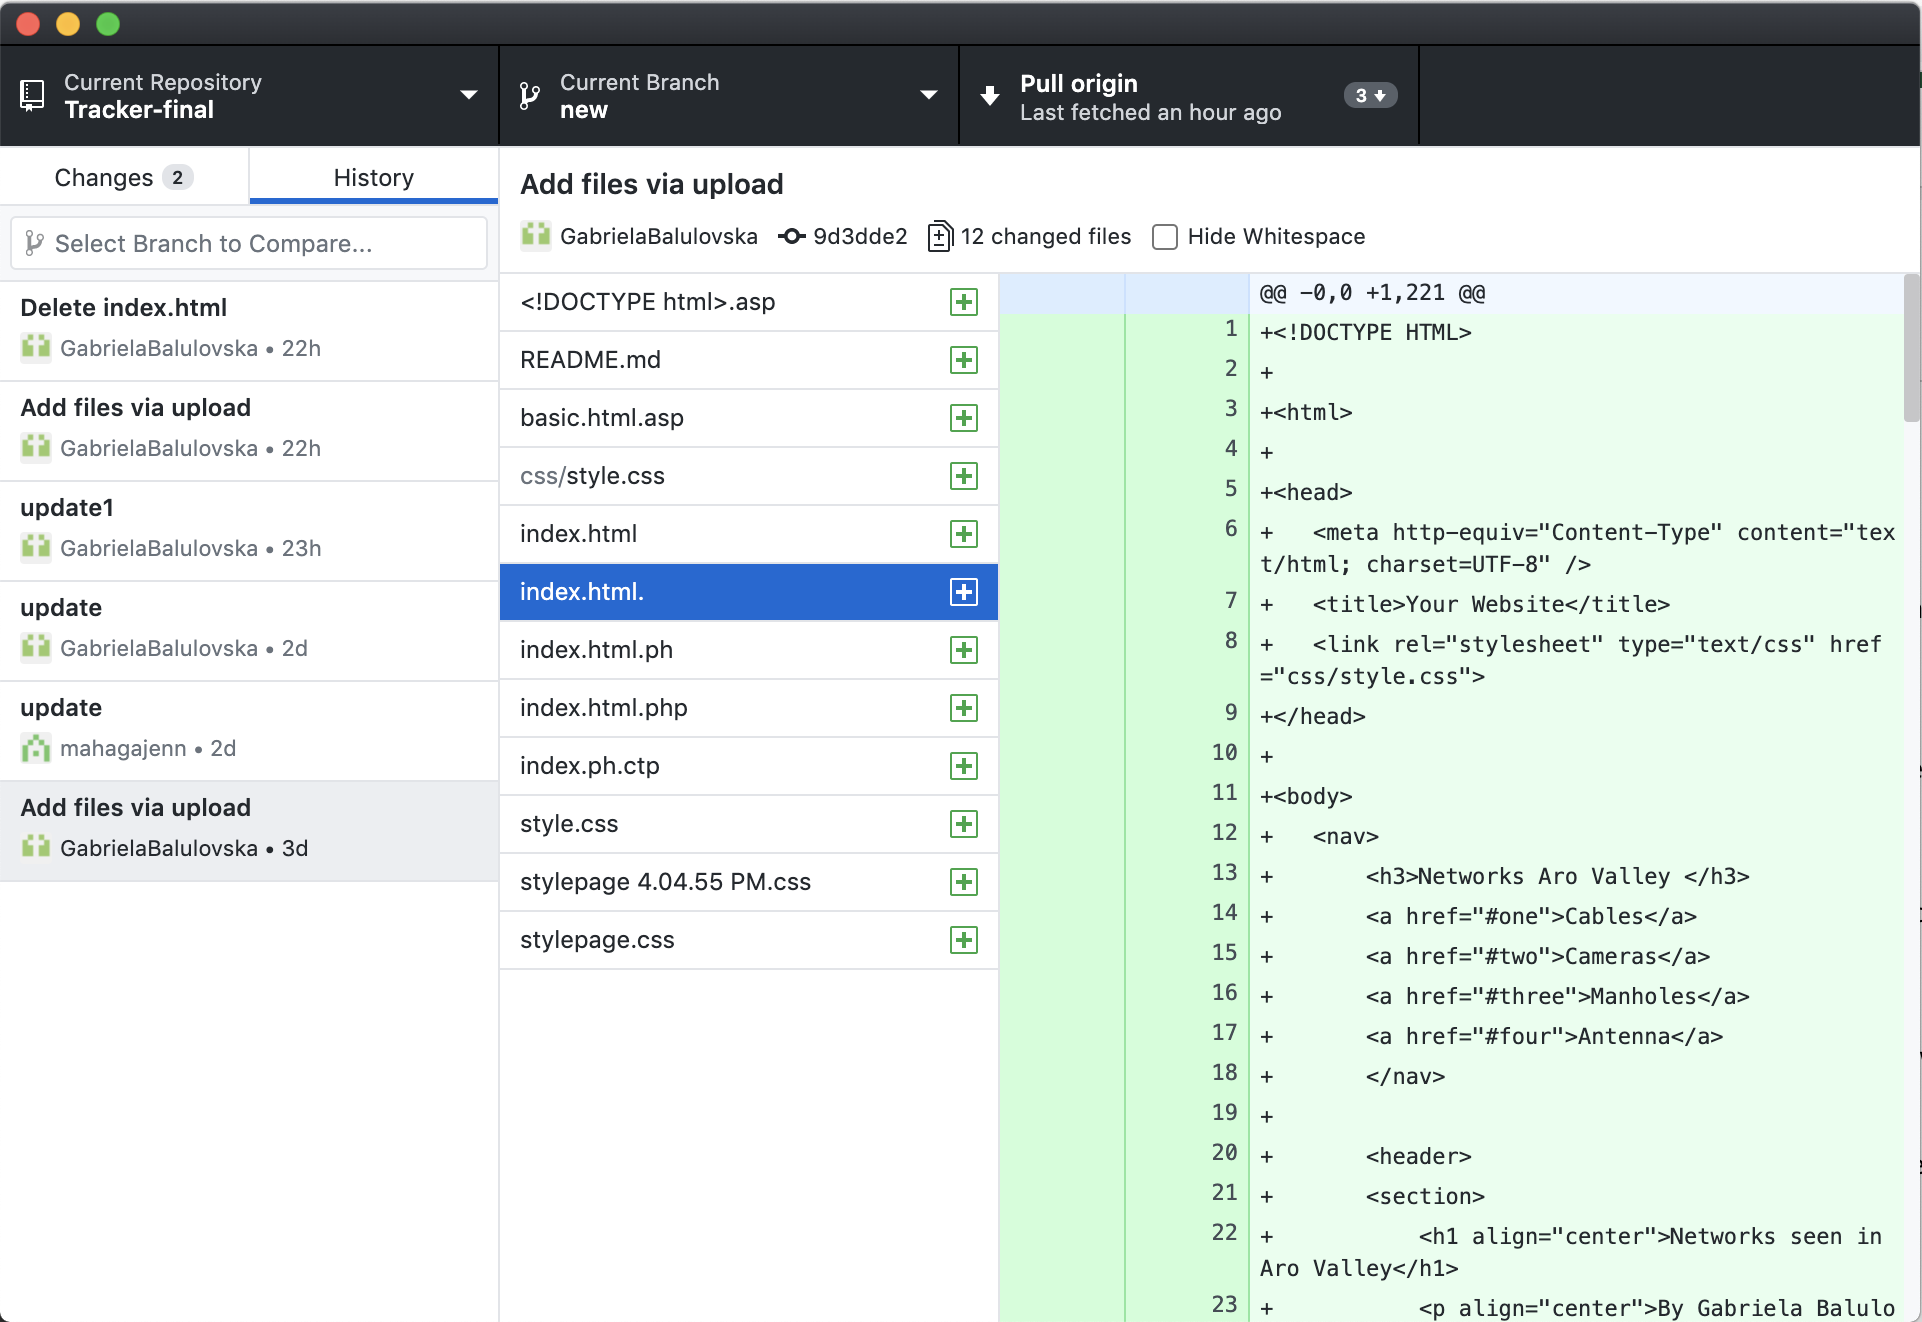 Current Repository
Tracker-final
Current Branch
new
Pull origin
Last fetched an hour ago
3
Changes 2
History
Select Branch to Compare...
Delete index.html
GabrielaBalulovska • 22h
Add files via upload
GabrielaBalulovska • 22h
update1
GabrielaBalulovska • 23h
update
GabrielaBalulovska • 2d
update
mahagajenn • 2d
Add files via upload
GabrielaBalulovska • 3d
Add files via upload
GabrielaBalulovska 9d3dde2 12 changed files Hide Whitespace
<!DOCTYPE html>.asp
README.md
basic.html.asp
css/style.css
index.html
index.html.
index.html.ph
index.html.php
index.ph.ctp
style.css
stylepage 4.04.55 PM.css
stylepage.css
@@ -0,0 +1,221 @@
1 +<!DOCTYPE HTML>
2 +
3 +<html>
4 +
5 +<head>
6 +   <meta http-equiv="Content-Type" content="tex
t/html; charset=UTF-8" />
7 +   <title>Your Website</title>
8 +   <link rel="stylesheet" type="text/css" href
="css/style.css">
9 +</head>
10 +
11 +<body>
12 +   <nav>
13 +       <h3>Networks Aro Valley </h3>
14 +       <a href="#one">Cables</a>
15 +       <a href="#two">Cameras</a>
16 +       <a href="#three">Manholes</a>
17 +       <a href="#four">Antenna</a>
18 +       </nav>
19 +
20 +       <header>
21 +       <section>
22 +           <h1 align="center">Networks seen in
Aro Valley</h1>
23 +           <p align="center">By Gabriela Balulo